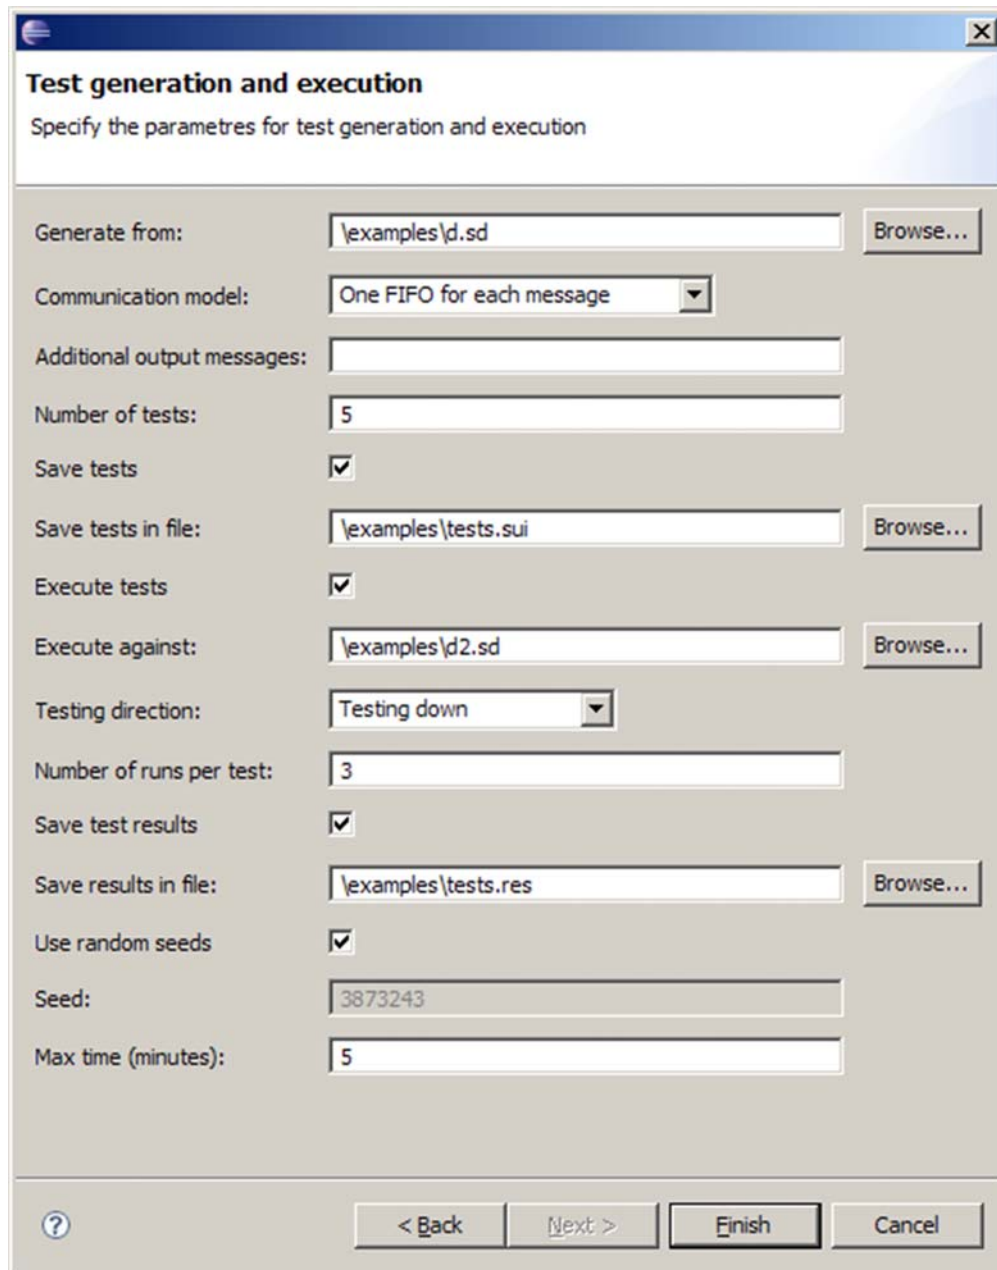 Test generation and execution
Specify the parametres for test generation and execution
Generate from: \examples\d.sd Browse...
Communication model: One FIFO for each message
Additional output messages:
Number of tests: 5
Save tests
Save tests in file: \examples\tests.sui Browse...
Execute tests
Execute against: \examples\d2.sd Browse...
Testing direction: Testing down
Number of runs per test: 3
Save test results
Save results in file: \examples\tests.res Browse...
Use random seeds
Seed: 3873243
Max time (minutes): 5
? < Back Next > Finish Cancel